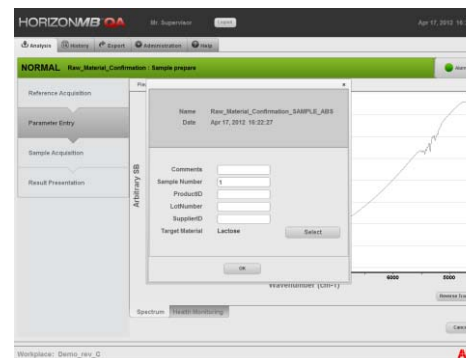 HORIZONMB QA
Mr. Supervisor
Logout
Apr 17, 2012 16:
Analysis
History
Export
Administration
Help
NORMAL Raw_Material_Confirmation : Sample prepare
Reference Acquisition
Parameter Entry
Sample Acquisition
Result Presentation
Name Raw_Material_Confirmation_SAMPLE_ABS
Date Apr 17, 2012 16:22:27
Comments
Sample Number 1
ProductID
LotNumber
SupplierID
Target Material Lactose Select
OK
Arbitrary SB
Wavenumber (cm-1)
6000
5000
Spectrum
Health Monitoring
Workplace: Demo_rev_C